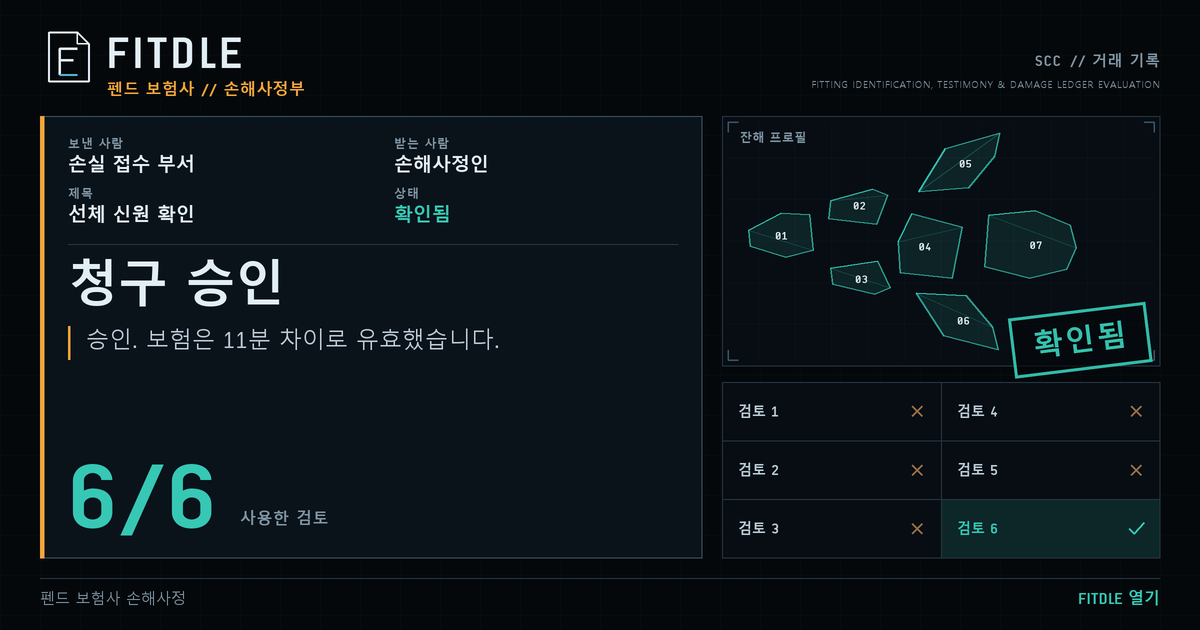 FITDLE
펜드 보험사 // 손해사정부
SCC // 거래 기록
FITTING IDENTIFICATION, TESTIMONY & DAMAGE LEDGER EVALUATION
보낸 사람
손실 접수 부서
받는 사람
손해사정인
제목
선체 신원 확인
상태
확인됨
청구 승인
승인. 보험은 11분 차이로 유효했습니다.
6/6 사용한 검토
잔해 프로필
05
02
01
04
07
03
06
확인됨
검토 1
검토 4
검토 2
검토 5
검토 3
검토 6
펜드 보험사 손해사정
FITDLE 열기